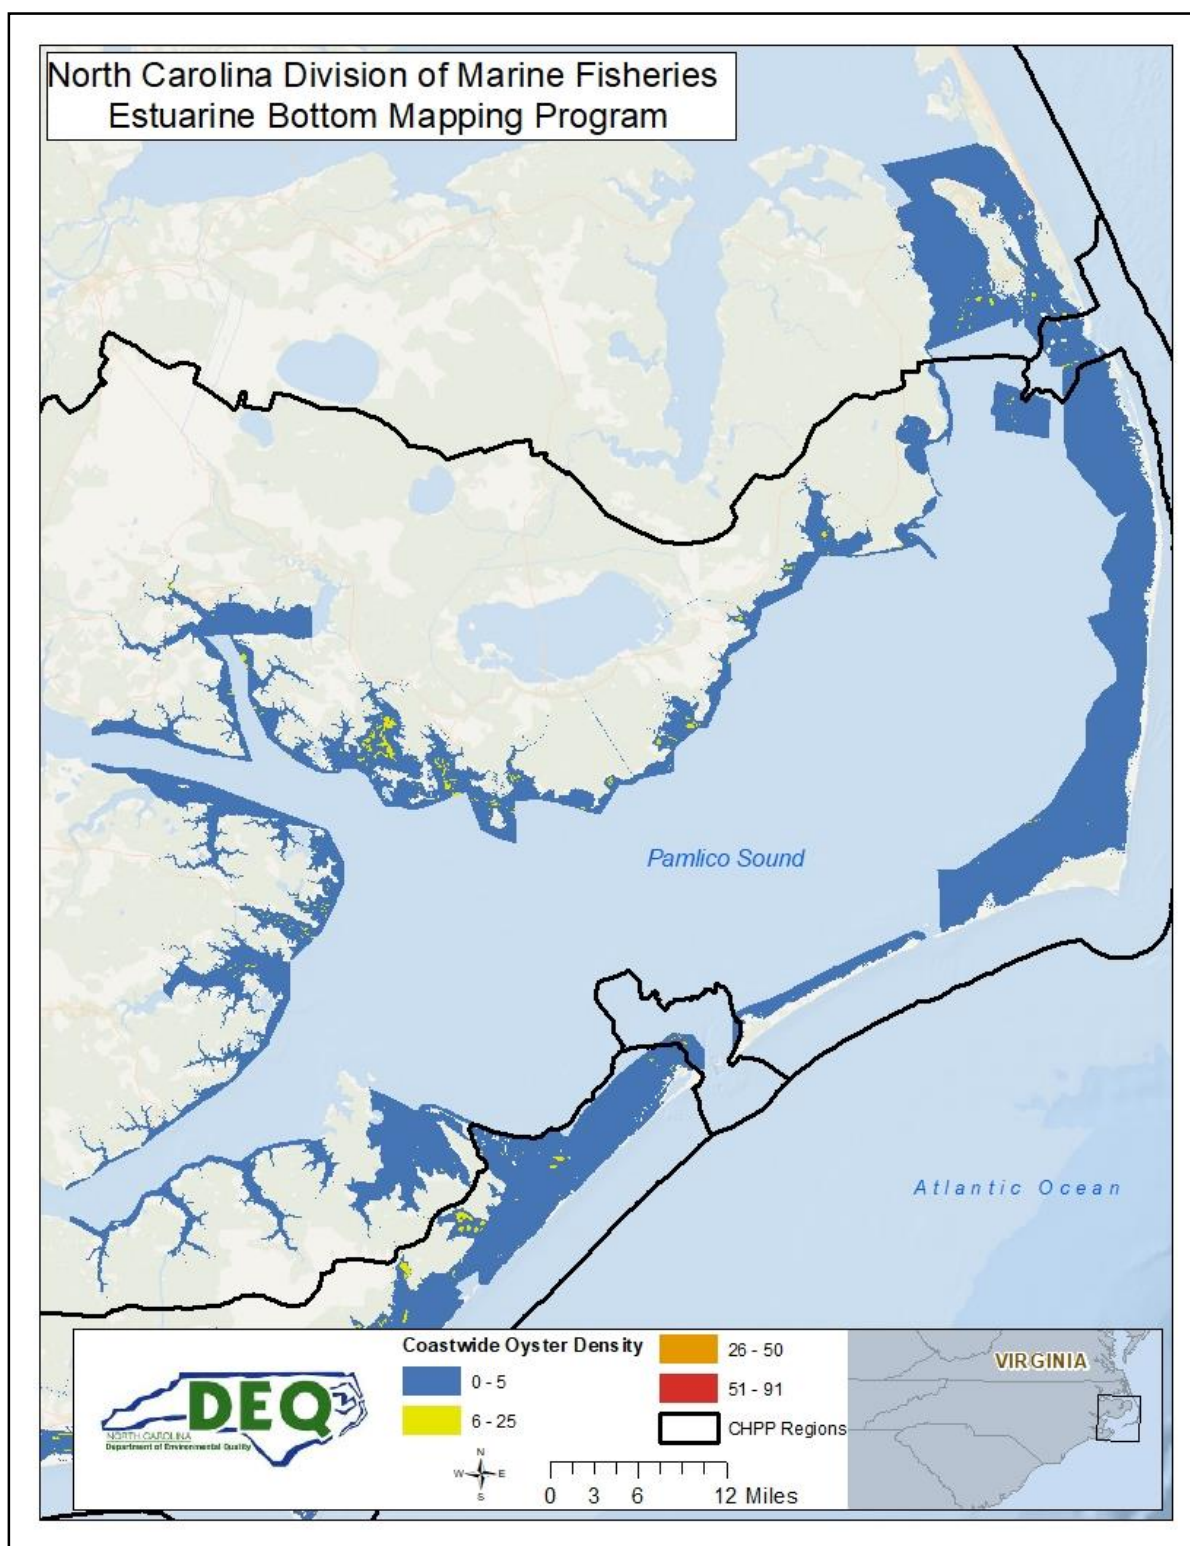 North Carolina Division of Marine Fisheries
Estuarine Bottom Mapping Program
Pamlico Sound
Atlantic Ocean
DEQ
NORTH CAROLINA
Department of Environmental Quality
Coastwide Oyster Density
0 - 5
6 - 25
26 - 50
51 - 91
CHPP Regions
N
W E
S
0 3 6 12 Miles
VIRGINIA